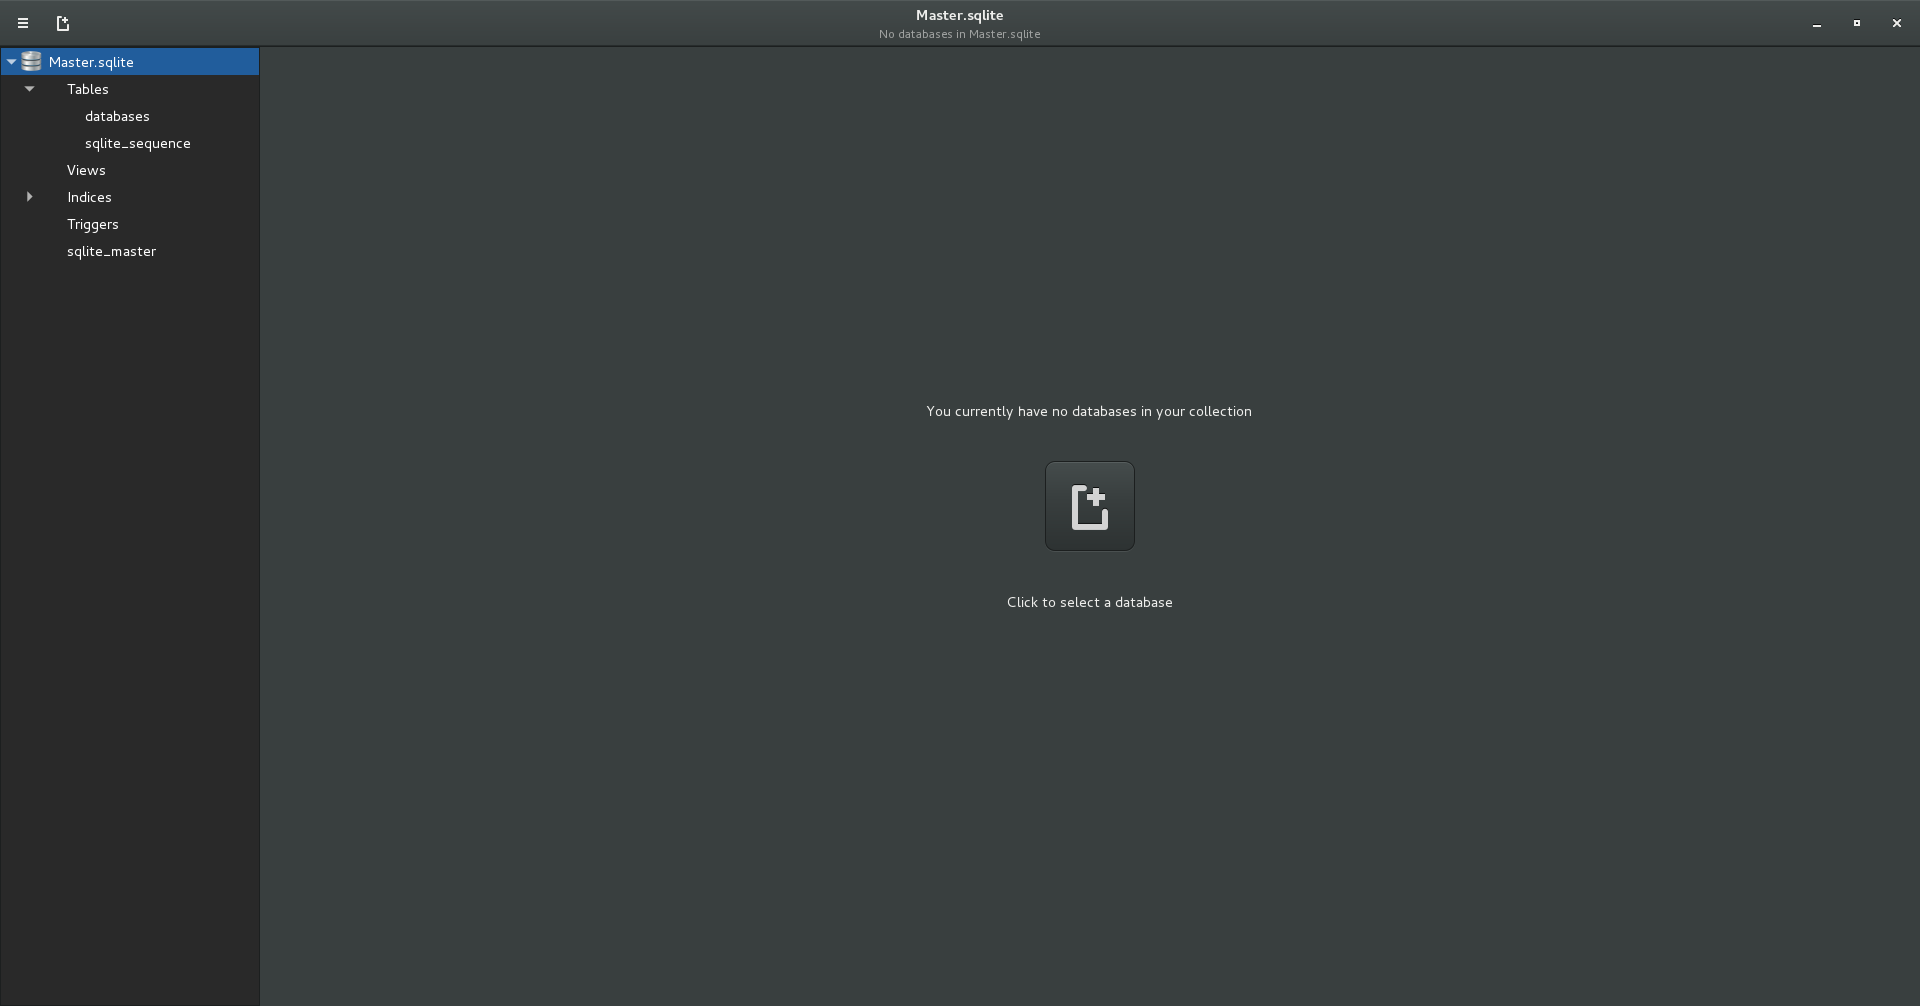 Master.sqlite
No databases in Master.sqlite
Master.sqlite
Tables
databases
sqlite_sequence
Views
Indices
Triggers
sqlite_master
You currently have no databases in your collection
Click to select a database